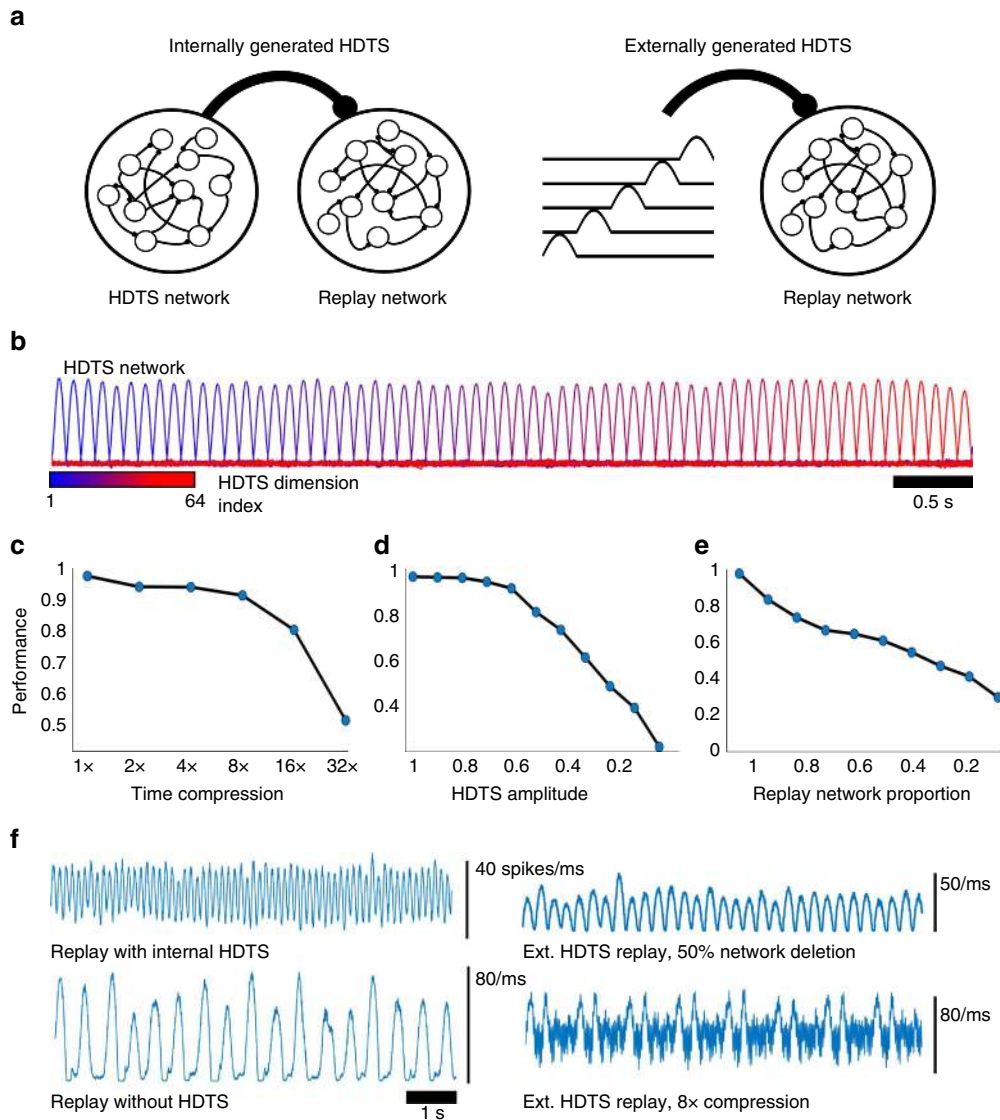 a
Internally generated HDTS
Externally generated HDTS
HDTS network
Replay network
Replay network
b
HDTS network
1
64
HDTS dimension
index
0.5 s
c
d
e
Performance
1
0.9
0.8
0.7
0.6
0.5
1×
2×
4×
8×
16×
32×
Time compression
1
0.8
0.6
0.4
1
0.8
0.6
0.4
0.2
HDTS amplitude
1
0.8
0.6
0.4
0.2
0
1
0.8
0.6
0.4
0.2
Replay network proportion
f
40 spikes/ms
Replay with internal HDTS
50/ms
Ext. HDTS replay, 50% network deletion
80/ms
Replay without HDTS
1 s
80/ms
Ext. HDTS replay, 8× compression